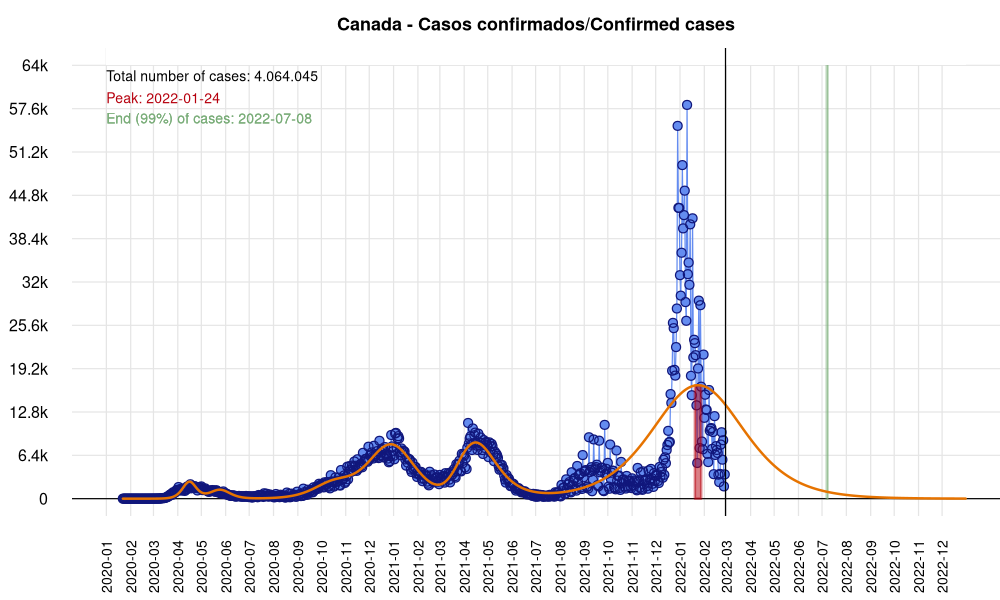 Canada - Casos confirmados/Confirmed cases
Total number of cases: 4.064.045
Peak: 2022-01-24
End (99%) of cases: 2022-07-08
64k
57.6k
51.2k
44.8k
38.4k
32k
25.6k
19.2k
12.8k
6.4k
0
2020-01
2020-02
2020-03
2020-04
2020-05
2020-06
2020-07
2020-08
2020-09
2020-10
2020-11
2020-12
2021-01
2021-02
2021-03
2021-04
2021-05
2021-06
2021-07
2021-08
2021-09
2021-10
2021-11
2021-12
2022-01
2022-02
2022-03
2022-04
2022-05
2022-06
2022-07
2022-08
2022-09
2022-10
2022-11
2022-12